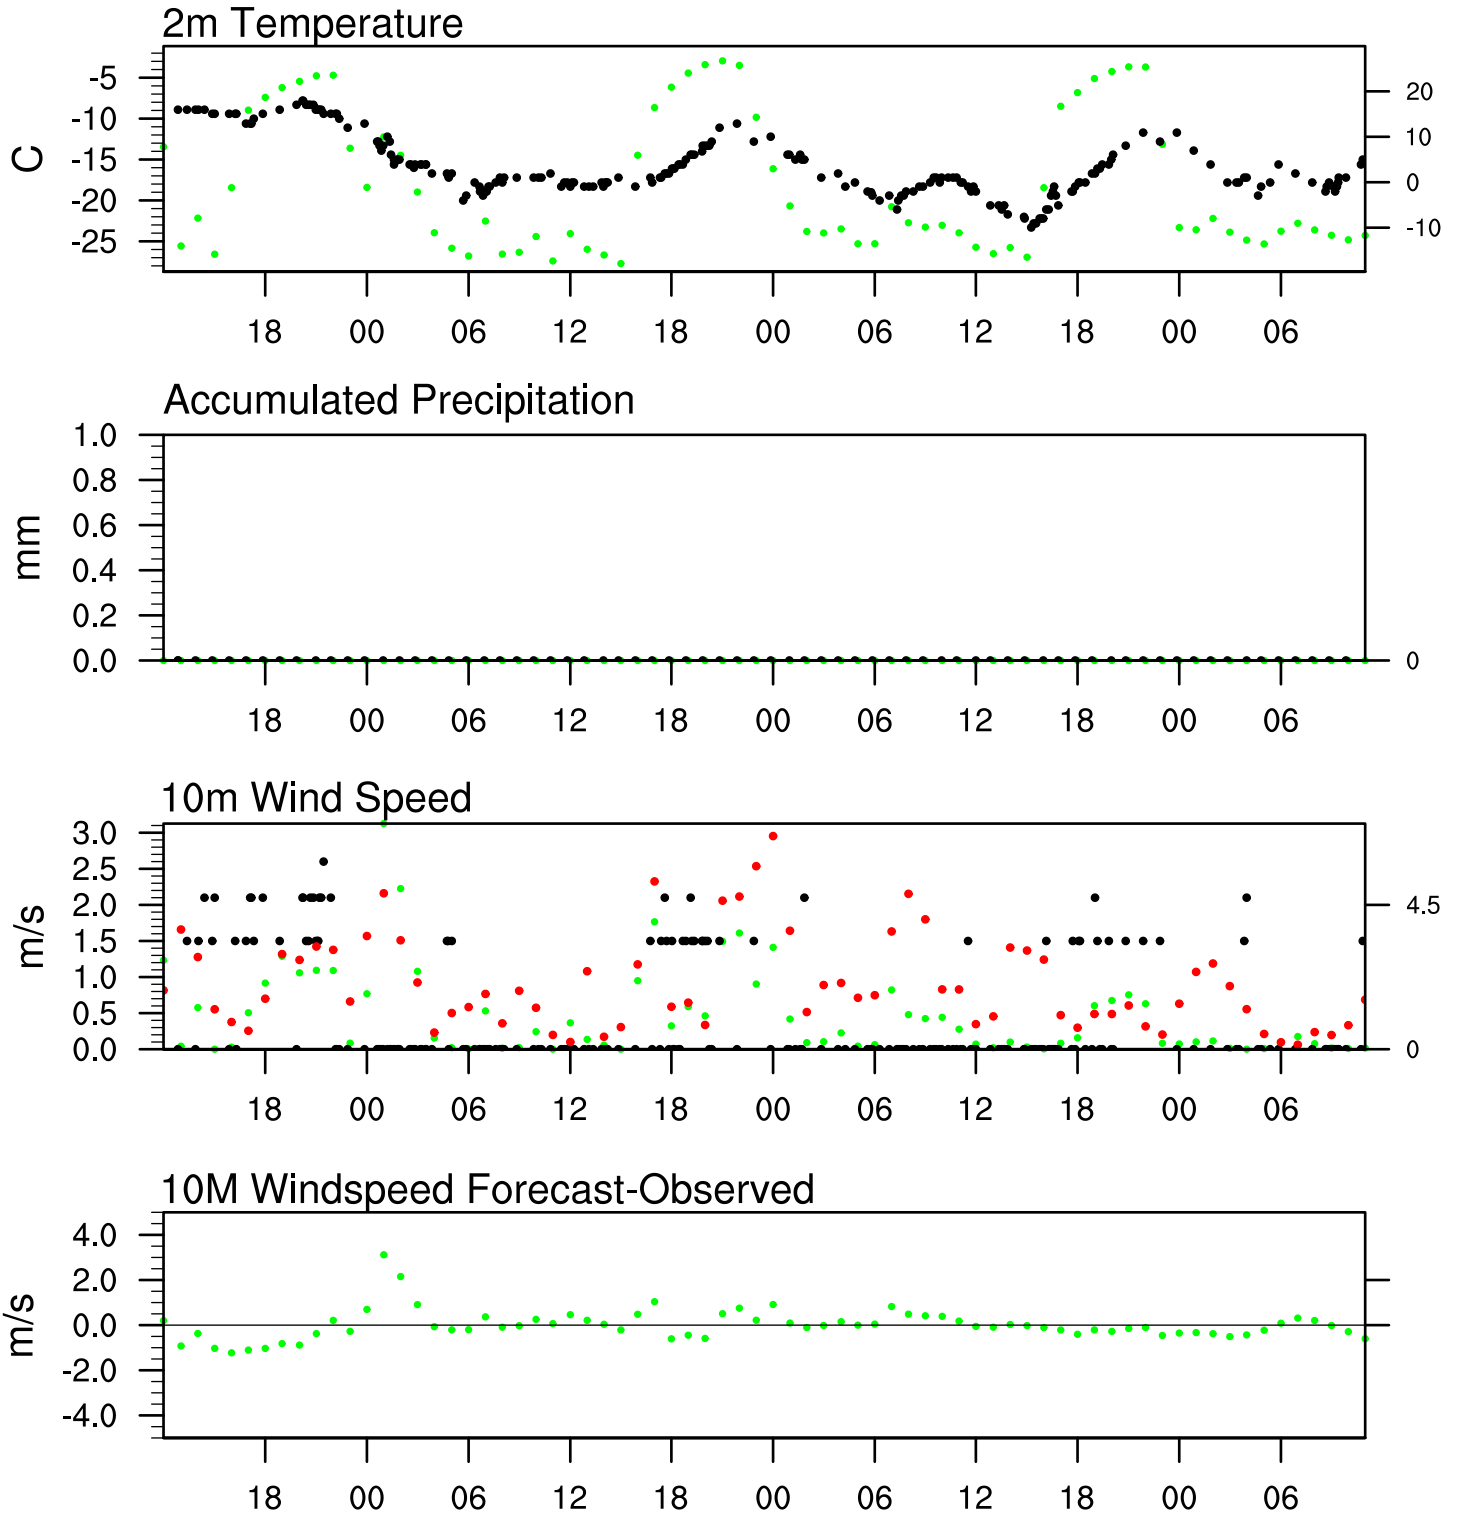 2m Temperature
C
-5
-10
-15
-20
-25
20
10
0
-10
18 00 06 12 18 00 06 12 18 00 06
Accumulated Precipitation
mm
1.0
0.8
0.6
0.4
0.2
0.0
0
18 00 06 12 18 00 06 12 18 00 06
10m Wind Speed
m/s
3.0
2.5
2.0
1.5
1.0
0.5
0.0
4.5
0
18 00 06 12 18 00 06 12 18 00 06
10M Windspeed Forecast-Observed
m/s
4.0
2.0
0.0
-2.0
-4.0
18 00 06 12 18 00 06 12 18 00 06